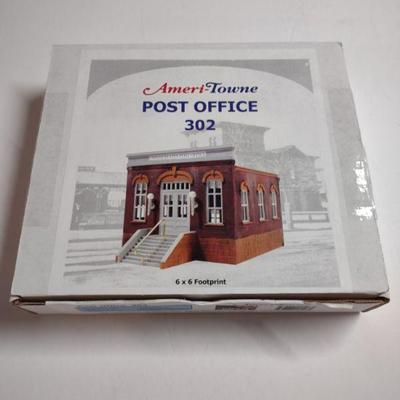 Ameri-Towne
POST OFFICE
302
6 x 6 Footprint